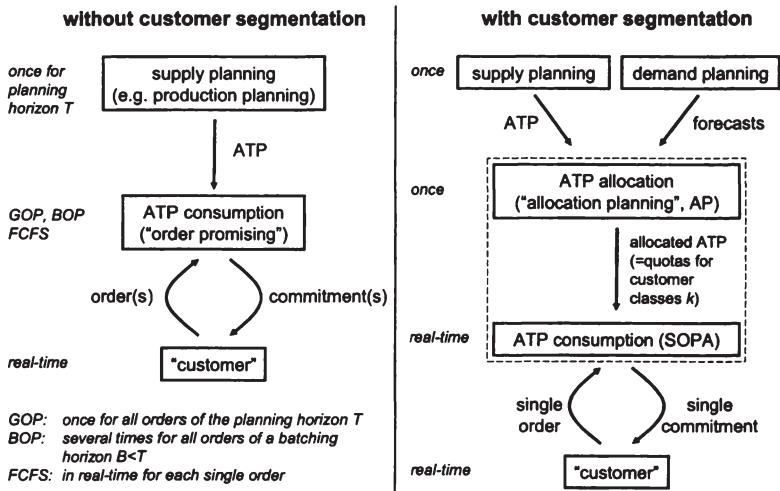 without customer segmentation
once for
planning
horizon T
supply planning
(e.g. production planning)
ATP
GOP, BOP
FCFS
ATP consumption
("order promising")
order(s)
commitment(s)
real-time
"customer"
GOP: once for all orders of the planning horizon T
BOP: several times for all orders of a batching
horizon B<T
FCFS: in real-time for each single order
with customer segmentation
once
supply planning
demand planning
ATP
forecasts
once
ATP allocation
("allocation planning", AP)
allocated ATP
(=quotas for
customer
classes k)
real-time
ATP consumption (SOPA)
single
order
single
commitment
real-time
"customer"